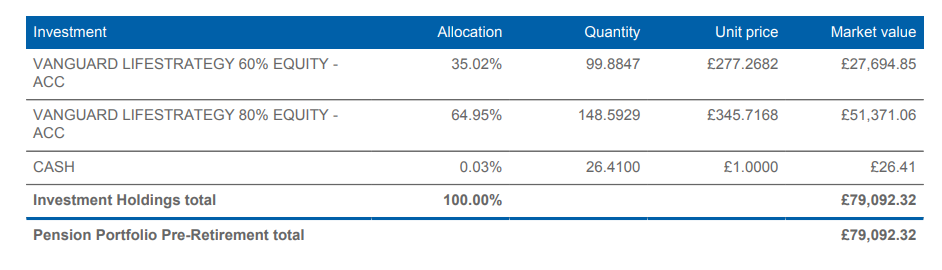 Investment Allocation Quantity Unit price Market value
VANGUARD LIFESTRATEGY 60% EQUITY - 35.02% 99.8847 £277.2682 £27,694.85
ACC
VANGUARD LIFESTRATEGY 80% EQUITY - 64.95% 148.5929 £345.7168 £51,371.06
ACC
CASH 0.03% 26.4100 £1.0000 £26.41
Investment Holdings total 100.00% £79,092.32
Pension Portfolio Pre-Retirement total £79,092.32